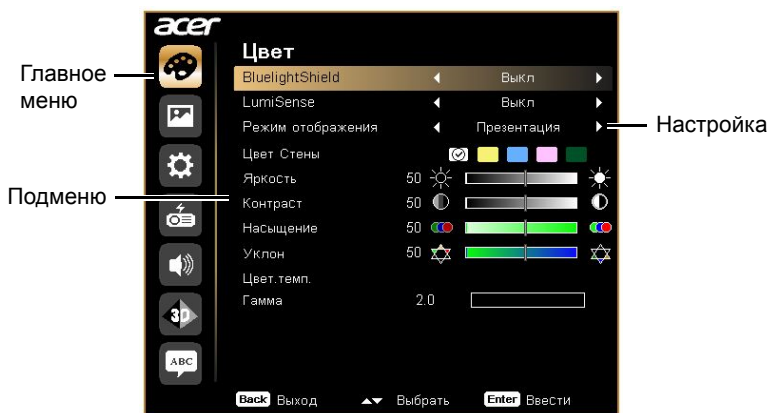 acer
Цвет
Главное
меню
BluelightShield Выкл
LumiSense Выкл
Режим отображения Презентация
Настройка
Цвет Стены
Яркость 50
Подменю
Контраст 50
Насыщение 50
Уклон 50
Цвет.темп.
Гамма 2.0
3D
ABC
Back Выход Выбрать Enter Ввести